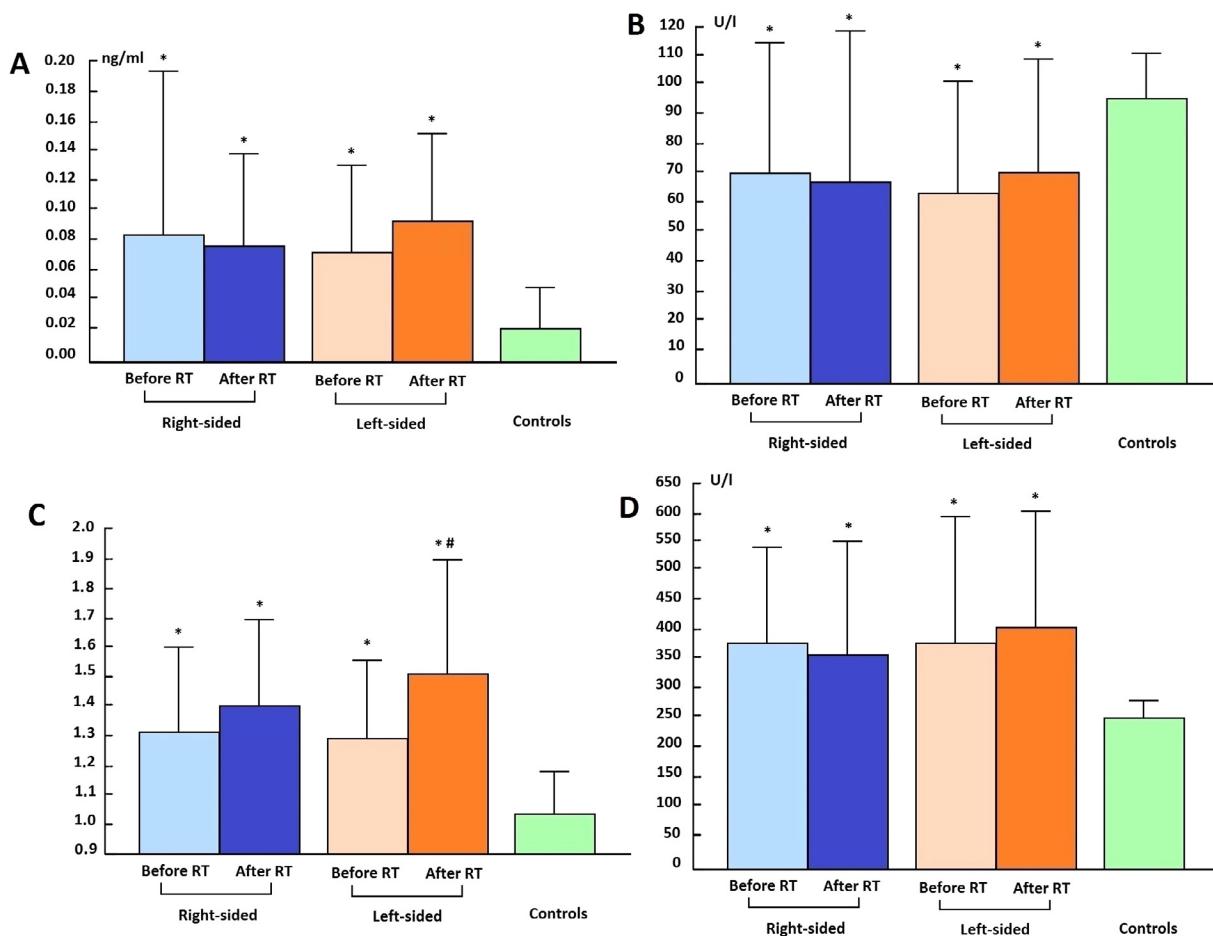 A
ng/ml
0.20
0.18
0.16
0.14
0.12
0.10
0.08
0.06
0.04
0.02
0.00
* * * *
Before RT After RT Before RT After RT
Right-sided Left-sided Controls
B
U/l
120
110
100
90
80
70
60
50
40
30
20
10
0
* * * *
Before RT After RT Before RT After RT
Right-sided Left-sided Controls
C
2.0
1.9
1.8
1.7
1.6
1.5
1.4
1.3
1.2
1.1
1.0
0.9
* * * *#
Before RT After RT Before RT After RT
Right-sided Left-sided Controls
D
U/l
650
600
550
500
450
400
350
300
250
200
150
100
50
0
* * * *
Before RT After RT Before RT After RT
Right-sided Left-sided Controls